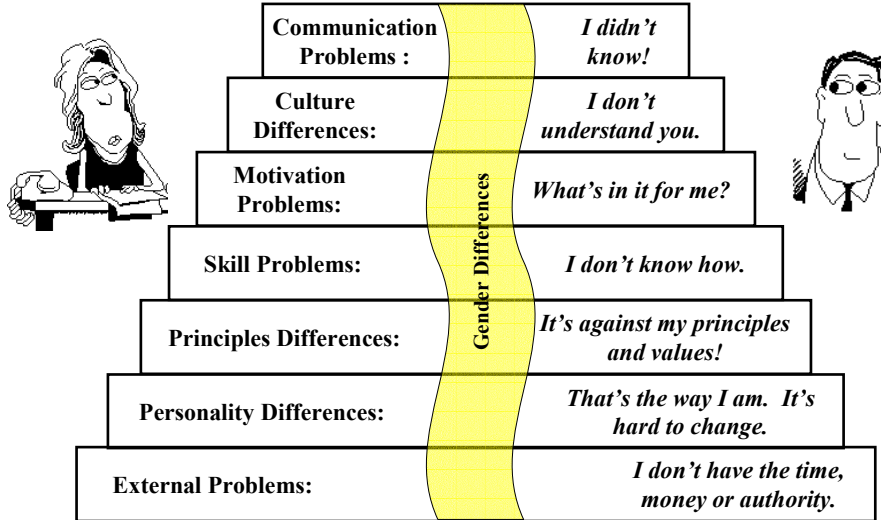 Communication
Problems :
I didn't
know!
Culture
Differences:
I don't
understand you.
Motivation
Problems:
What's in it for me?
Skill Problems:
I don't know how.
Principles Differences:
It's against my principles
and values!
Personality Differences:
That's the way I am.  It's
hard to change.
External Problems:
I don't have the time,
money or authority.
Gender Differences